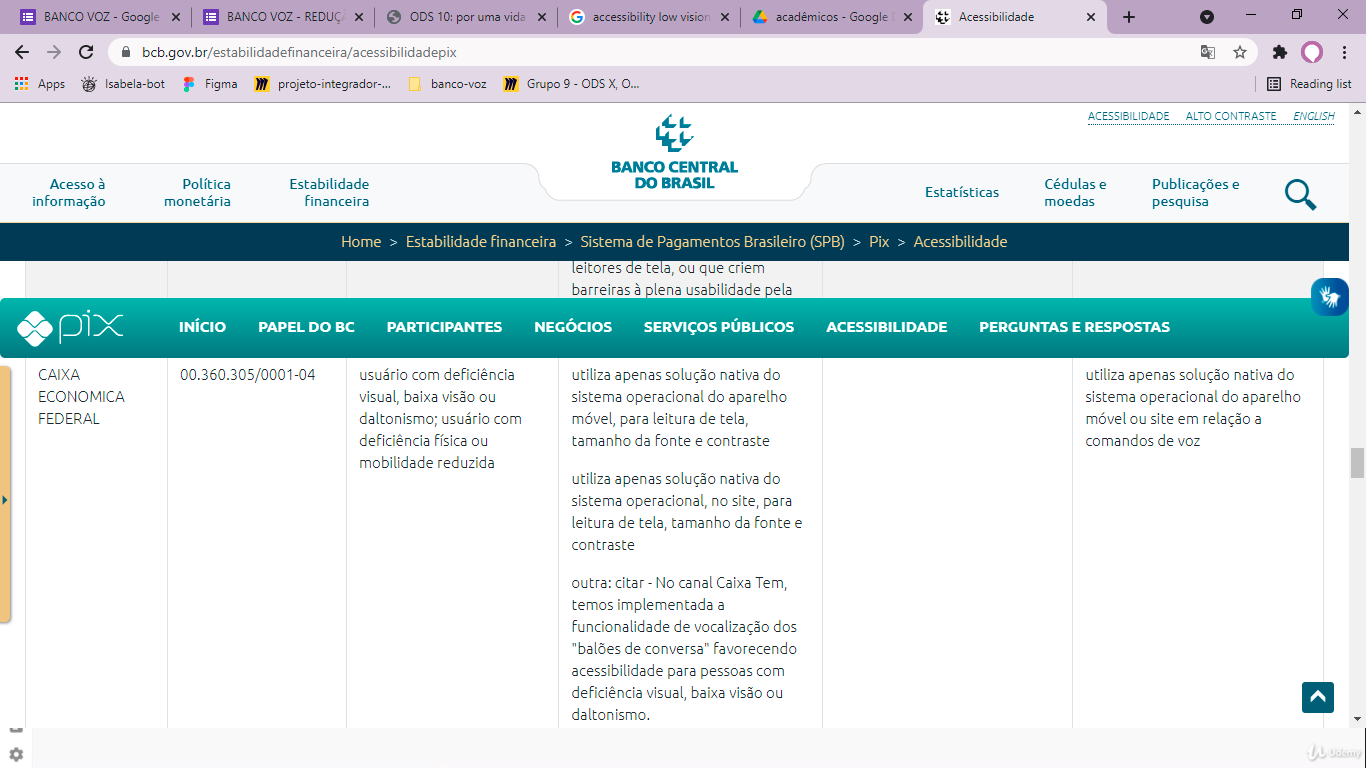 BANCO VOZ - Google
BANCO VOZ - REDUÇÃ
ODS 10: por uma vida
accessibility low vision
acadêmicos - Google
Acessibilidade
bcb.gov.br/estabilidadefinanceira/acessibilidadepix
Apps
Isabela-bot
Figma
projeto-integrador-...
banco-voz
Grupo 9 - ODS X, O...
Reading list
ACESSIBILIDADE
ALTO CONTRASTE
ENGLISH
BANCO CENTRAL
DO BRASIL
Acesso à
informação
Política
monetária
Estabilidade
financeira
Estatísticas
Cédulas e
moedas
Publicações e
pesquisa
Home > Estabilidade financeira > Sistema de Pagamentos Brasileiro (SPB) > Pix > Acessibilidade
leitores de tela, ou que criem
barreiras à plena usabilidade pela
pix
INÍCIO
PAPEL DO BC
PARTICIPANTES
NEGÓCIOS
SERVIÇOS PÚBLICOS
ACESSIBILIDADE
PERGUNTAS E RESPOSTAS
CAIXA
ECONOMICA
FEDERAL
00.360.305/0001-04
usuário com deficiência
visual, baixa visão ou
daltonismo; usuário com
deficiência física ou
mobilidade reduzida
utiliza apenas solução nativa do
sistema operacional do aparelho
móvel, para leitura de tela,
tamanho da fonte e contraste
utiliza apenas solução nativa do
sistema operacional, no site, para
leitura de tela, tamanho da fonte e
contraste
outra: citar - No canal Caixa Tem,
temos implementada a
funcionalidade de vocalização dos
"balões de conversa" favorecendo
acessibilidade para pessoas com
deficiência visual, baixa visão ou
daltonismo.
utiliza apenas solução nativa do
sistema operacional do aparelho
móvel ou site em relação a
comandos de voz
Udemy